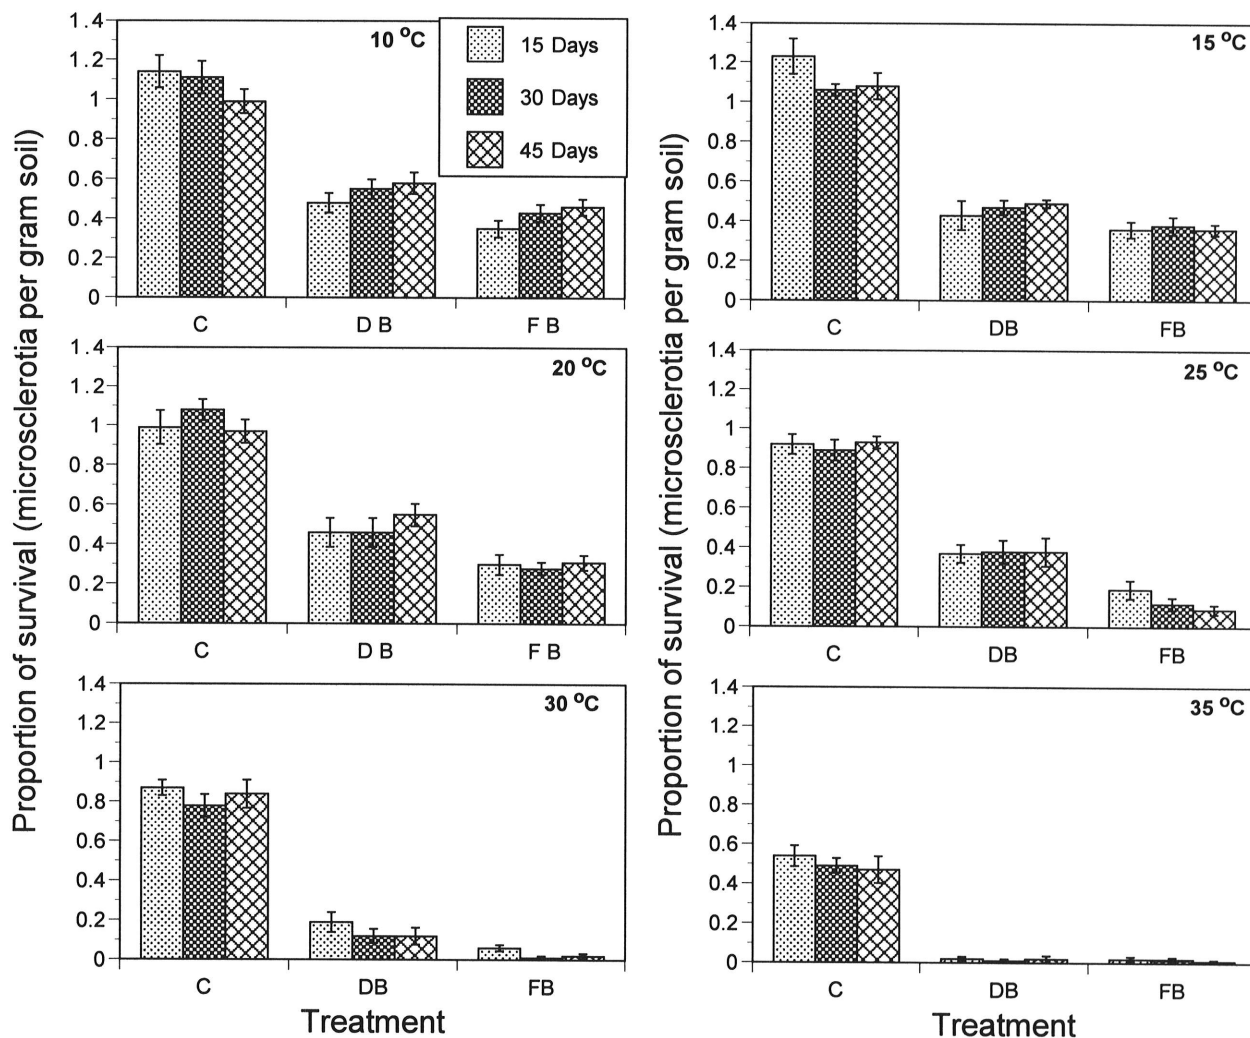 Proportion of survival (microsclerotia per gram soil)
1.4
1.2
1
0.8
0.6
0.4
0.2
0
10 °C
15 Days
30 Days
45 Days
C
D B
F B
1.4
1.2
1
0.8
0.6
0.4
0.2
0
20 °C
C
D B
F B
1.4
1.2
1
0.8
0.6
0.4
0.2
0
30 °C
C
DB
FB
Treatment
Proportion of survival (microsclerotia per gram soil)
1.4
1.2
1
0.8
0.6
0.4
0.2
0
15 °C
C
DB
FB
1.4
1.2
1
0.8
0.6
0.4
0.2
0
25 °C
C
DB
FB
1.4
1.2
1
0.8
0.6
0.4
0.2
0
35 °C
C
DB
FB
Treatment